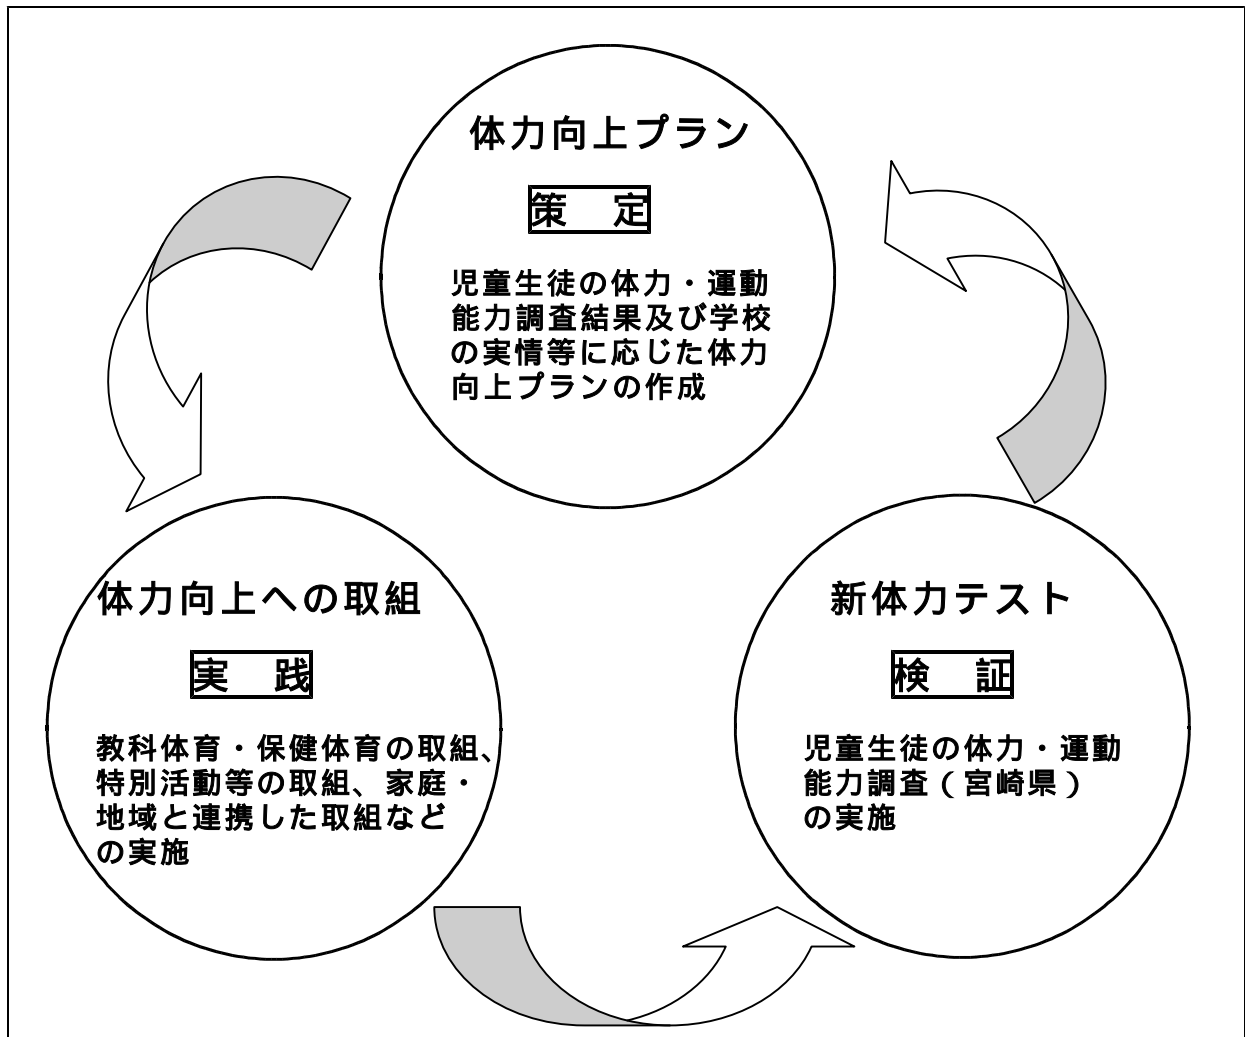 体力向上プラン
策　定
児童生徒の体力・運動
能力調査結果及び学校
の実情等に応じた体力
向上プランの作成
体力向上への取組
実　践
教科体育・保健体育の取組、
特別活動等の取組、家庭・
地域と連携した取組など
の実施
新体力テスト
検　証
児童生徒の体力・運動
能力調査（宮崎県）
の実施